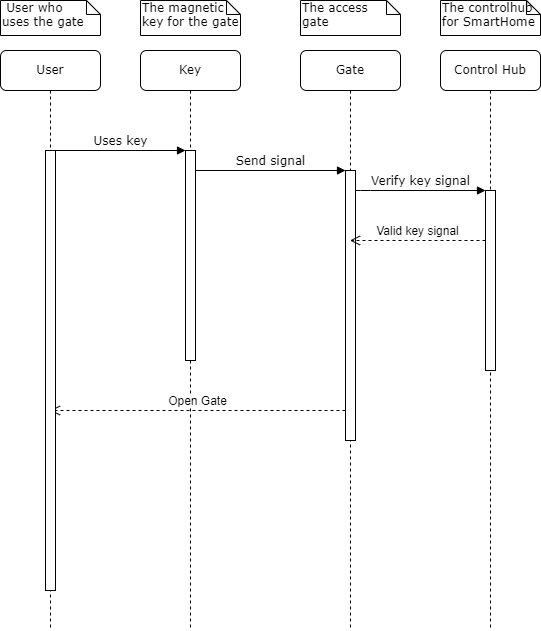 User who
uses the gate
The magnetic
key for the gate
The access
gate
The controlhub
for SmartHome
User
Key
Gate
Control Hub
Uses key
Send signal
Verify key signal
Valid key signal
Open Gate